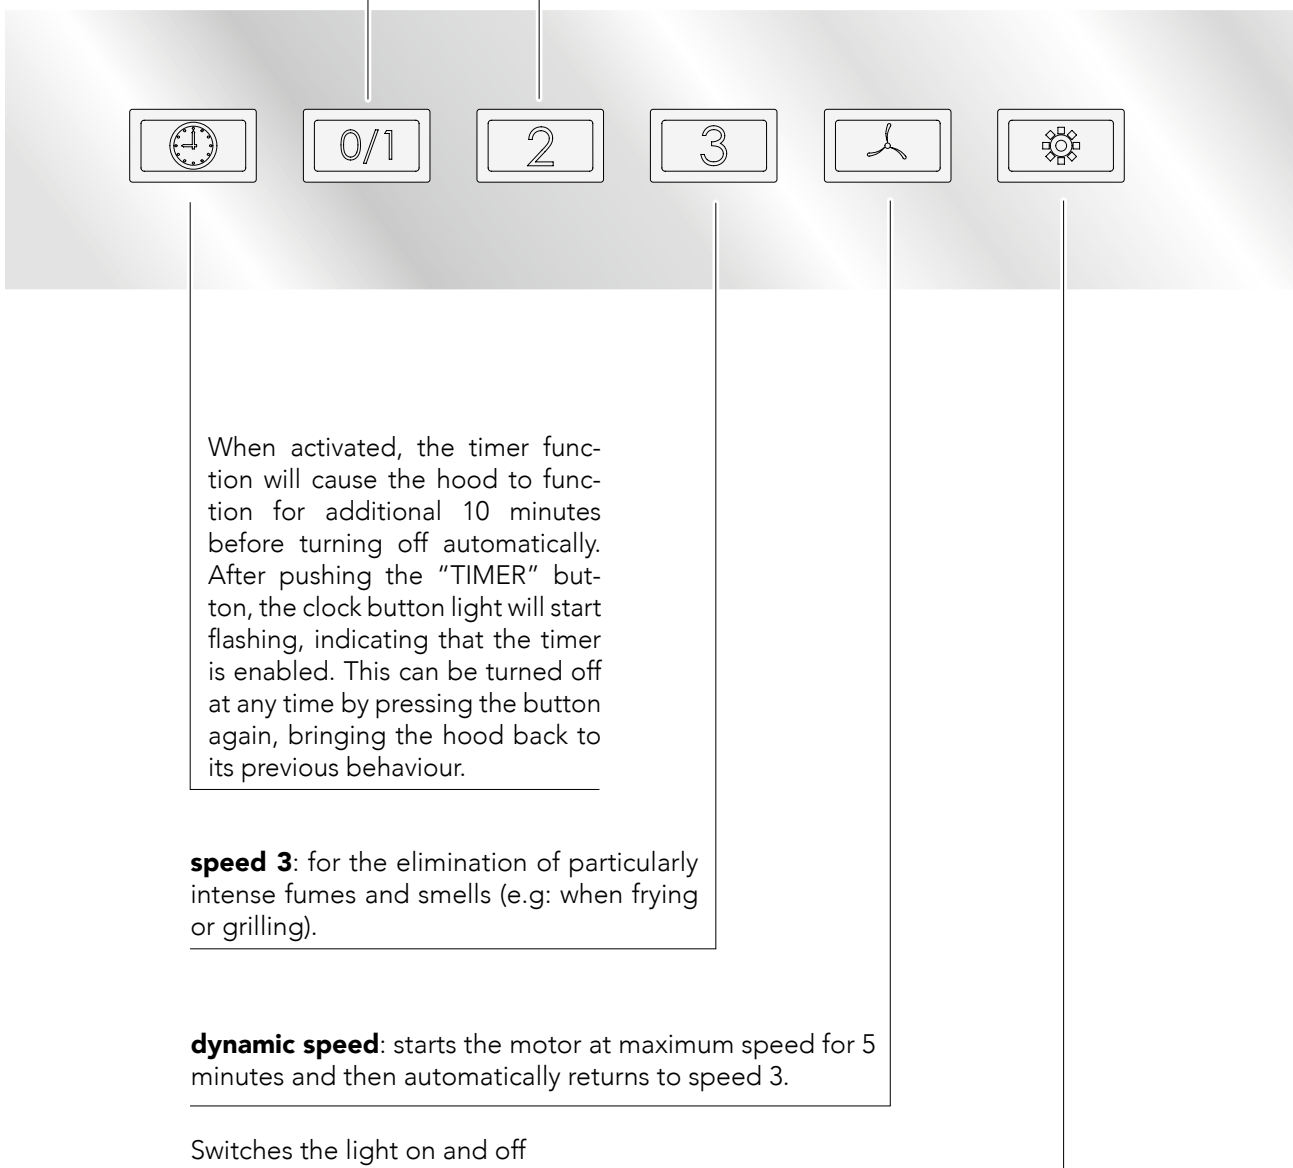 0/1 2 3
When activated, the timer func-
tion will cause the hood to func-
tion for additional 10 minutes
before turning off automatically.
After pushing the “TIMER” but-
ton, the clock button light will start
flashing, indicating that the timer
is enabled. This can be turned off
at any time by pressing the button
again, bringing the hood back to
its previous behaviour.
speed 3: for the elimination of particularly
intense fumes and smells (e.g: when frying
or grilling).
dynamic speed: starts the motor at maximum speed for 5
minutes and then automatically returns to speed 3.
Switches the light on and off